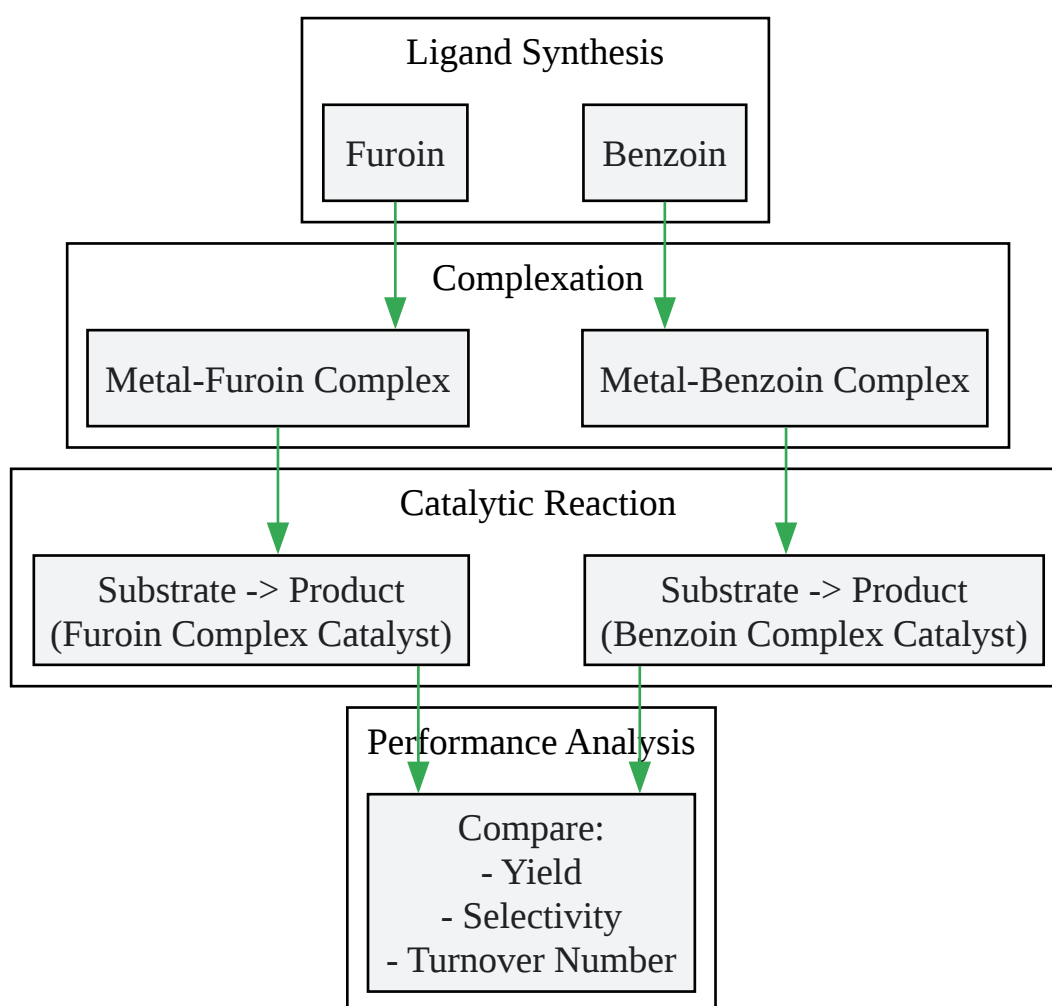 Ligand Synthesis
Furoin
Benzoin
Complexation
Metal-Furoin Complex
Metal-Benzoin Complex
Catalytic Reaction
Substrate -> Product
(Furoin Complex Catalyst)
Substrate -> Product
(Benzoin Complex Catalyst)
Performance Analysis
Compare:
- Yield
- Selectivity
- Turnover Number